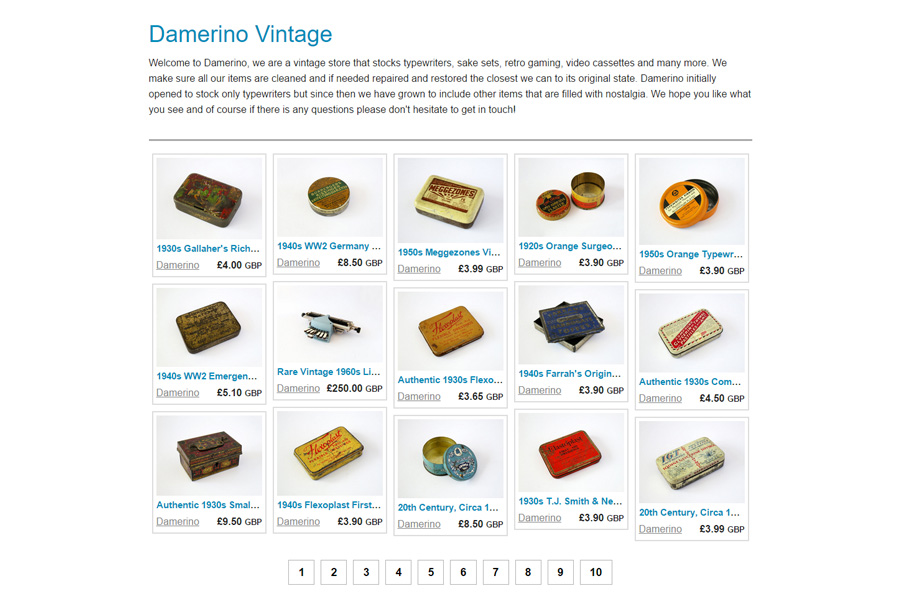 Damerino Vintage
Welcome to Damerino, we are a vintage store that stocks typewriters, sake sets, retro gaming, video cassettes and many more. We
make sure all our items are cleaned and if needed repaired and restored the closest we can to its original state. Damerino initially
opened to stock only typewriters but since then we have grown to include other items that are filled with nostalgia. We hope you like what
you see and of course if there is any questions please don't hesitate to get in touch!
MEGGEZONES
1930s Gallaher's Rich...
Damerino £4.00 GBP
1940s WW2 Germany ...
Damerino £8.50 GBP
1950s Meggezones Vi...
Damerino £3.99 GBP
1920s Orange Surgeo...
Damerino £3.90 GBP
1950s Orange Typewr...
Damerino £3.90 GBP
1940s WW2 Emergen...
Damerino £5.10 GBP
Rare Vintage 1960s Li...
Damerino £250.00 GBP
Authentic 1930s Flexo...
Damerino £3.65 GBP
1940s Farrah's Origin...
Damerino £3.90 GBP
Authentic 1930s Com...
Damerino £4.50 GBP
Authentic 1930s Smal...
Damerino £9.50 GBP
1940s Flexoplast First...
Damerino £3.90 GBP
20th Century, Circa 1...
Damerino £8.50 GBP
1930s T.J. Smith & Ne...
Damerino £3.90 GBP
20th Century, Circa 1...
Damerino £3.99 GBP
1 2 3 4 5 6 7 8 9 10